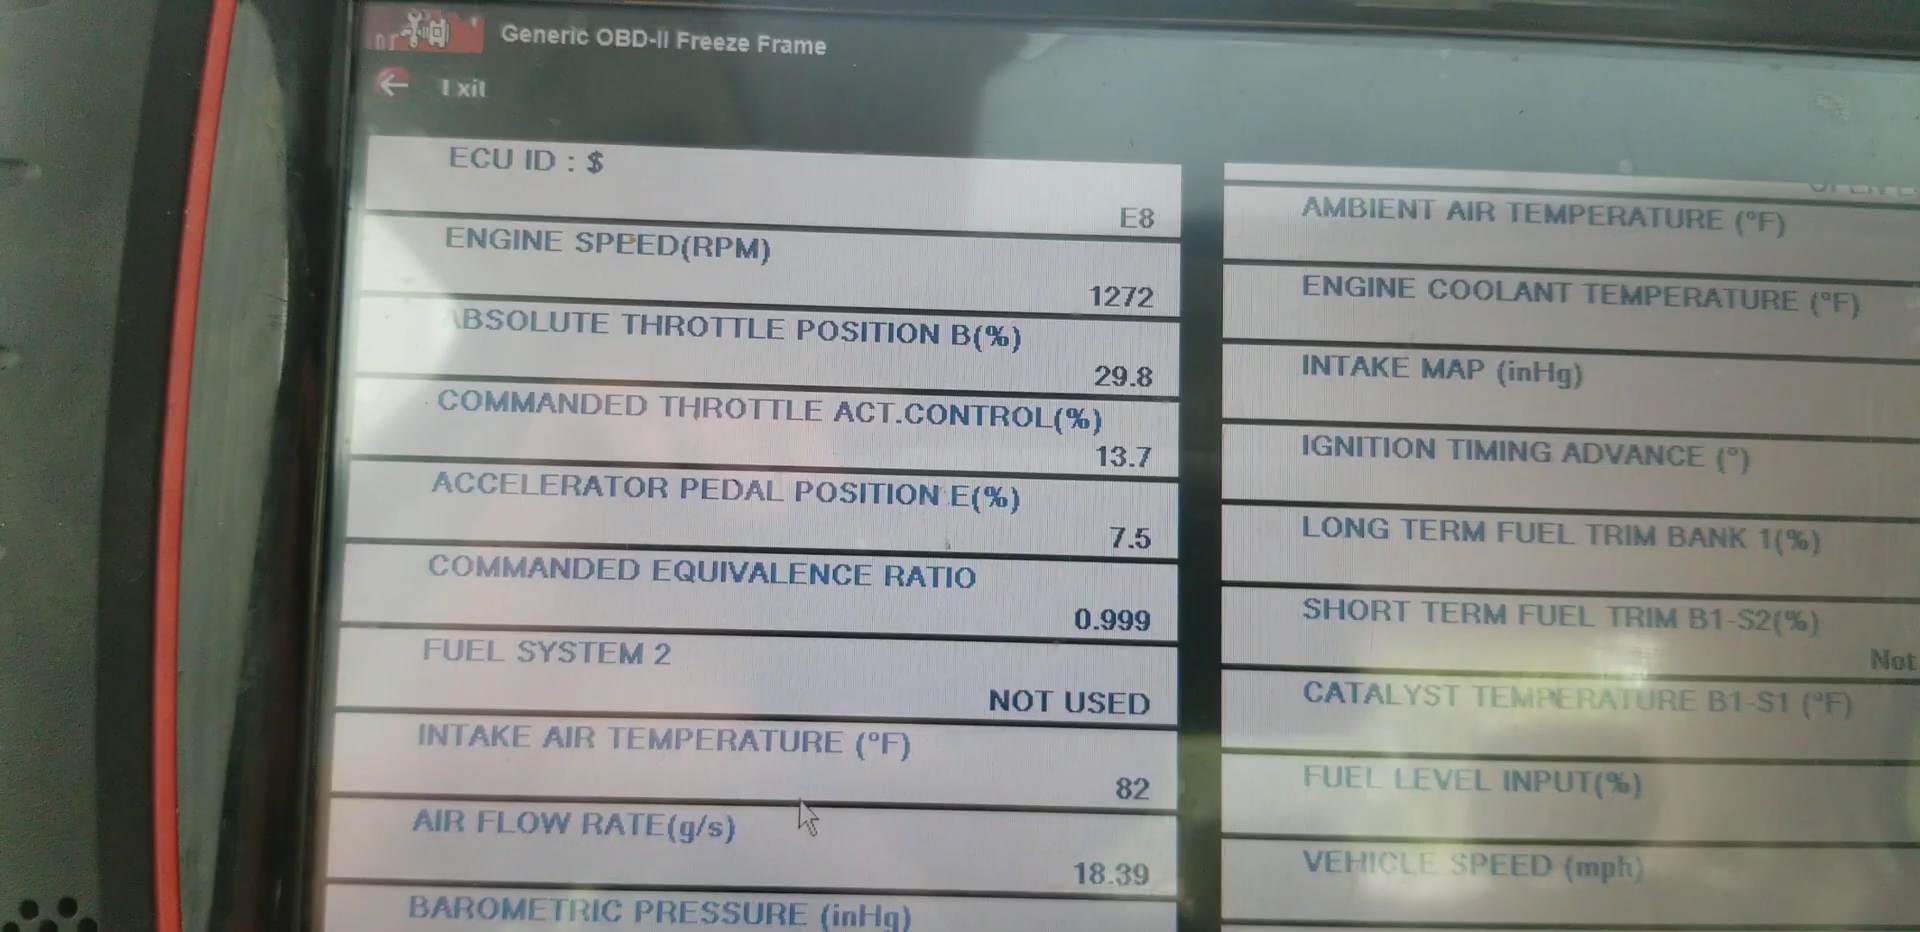 Generic OBD-II Freeze Frame
Exit
ECU ID : $
E8
ENGINE SPEED(RPM)
1272
ABSOLUTE THROTTLE POSITION B(%)
29.8
COMMANDED THROTTLE ACT.CONTROL(%)
13.7
ACCELERATOR PEDAL POSITION E(%)
7.5
COMMANDED EQUIVALENCE RATIO
0.999
FUEL SYSTEM 2
NOT USED
INTAKE AIR TEMPERATURE (°F)
82
AIR FLOW RATE(g/s)
18.39
BAROMETRIC PRESSURE (inHg)
AMBIENT AIR TEMPERATURE (°F)
ENGINE COOLANT TEMPERATURE (°F)
INTAKE MAP (inHg)
IGNITION TIMING ADVANCE (°)
LONG TERM FUEL TRIM BANK 1(%)
SHORT TERM FUEL TRIM B1-S2(%)
Not
CATALYST TEMPERATURE B1-S1 (°F)
FUEL LEVEL INPUT(%)
VEHICLE SPEED (mph)